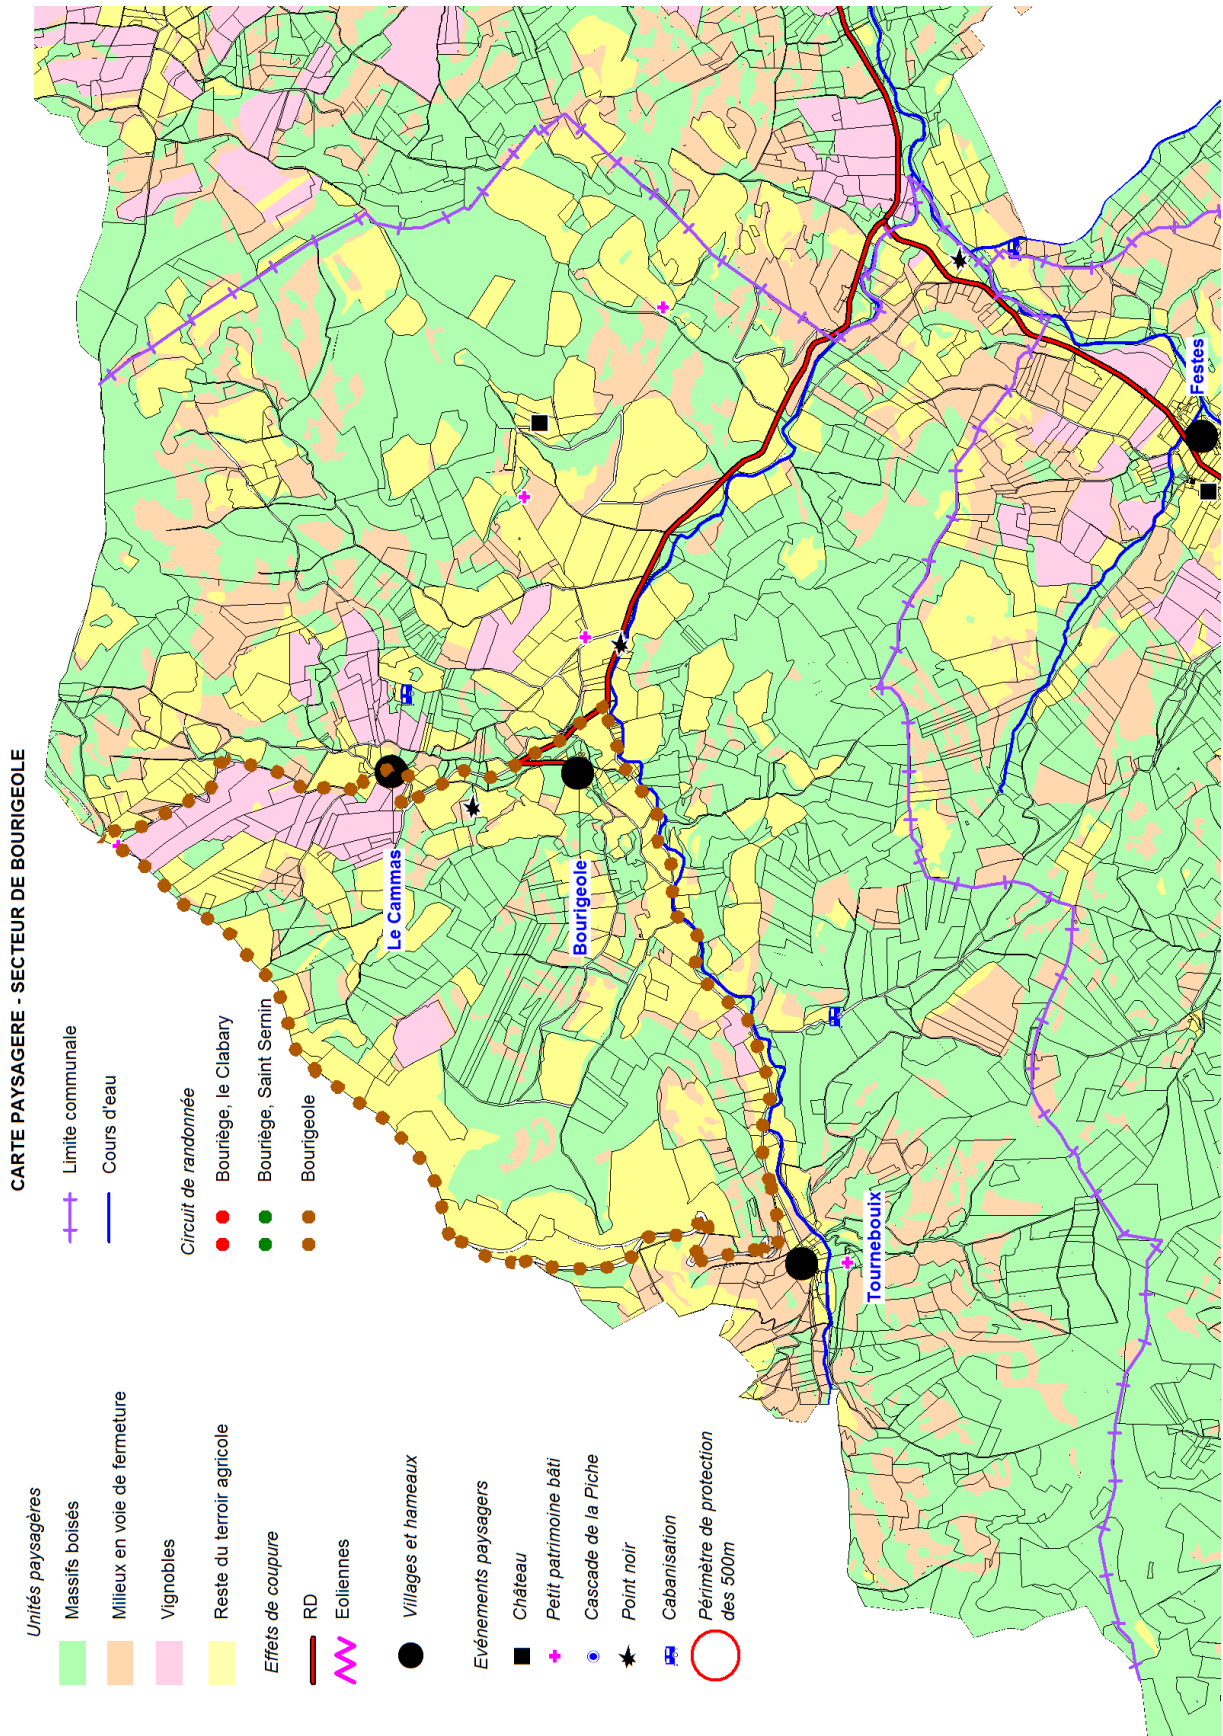 CARTE PAYSAGERE - SECTEUR DE BOURIGEOLE
Unités paysagères
Massifs boisés
Milieux en voie de fermeture
Vignobles
Reste du terroir agricole
Effets de coupure
RD
Eoliennes
Villages et hameaux
Evénements paysagers
Château
Petit patrimoine bâti
Cascade de la Piche
Point noir
Cabanisation
Périmètre de protection
des 500m
Limite communale
Cours d'eau
Circuit de randonnée
Bouriège, le Clabary
Bouriège, Saint Sernin
Bourigeole
Le Cammas
Bourigeole
Tournebouix
Festes